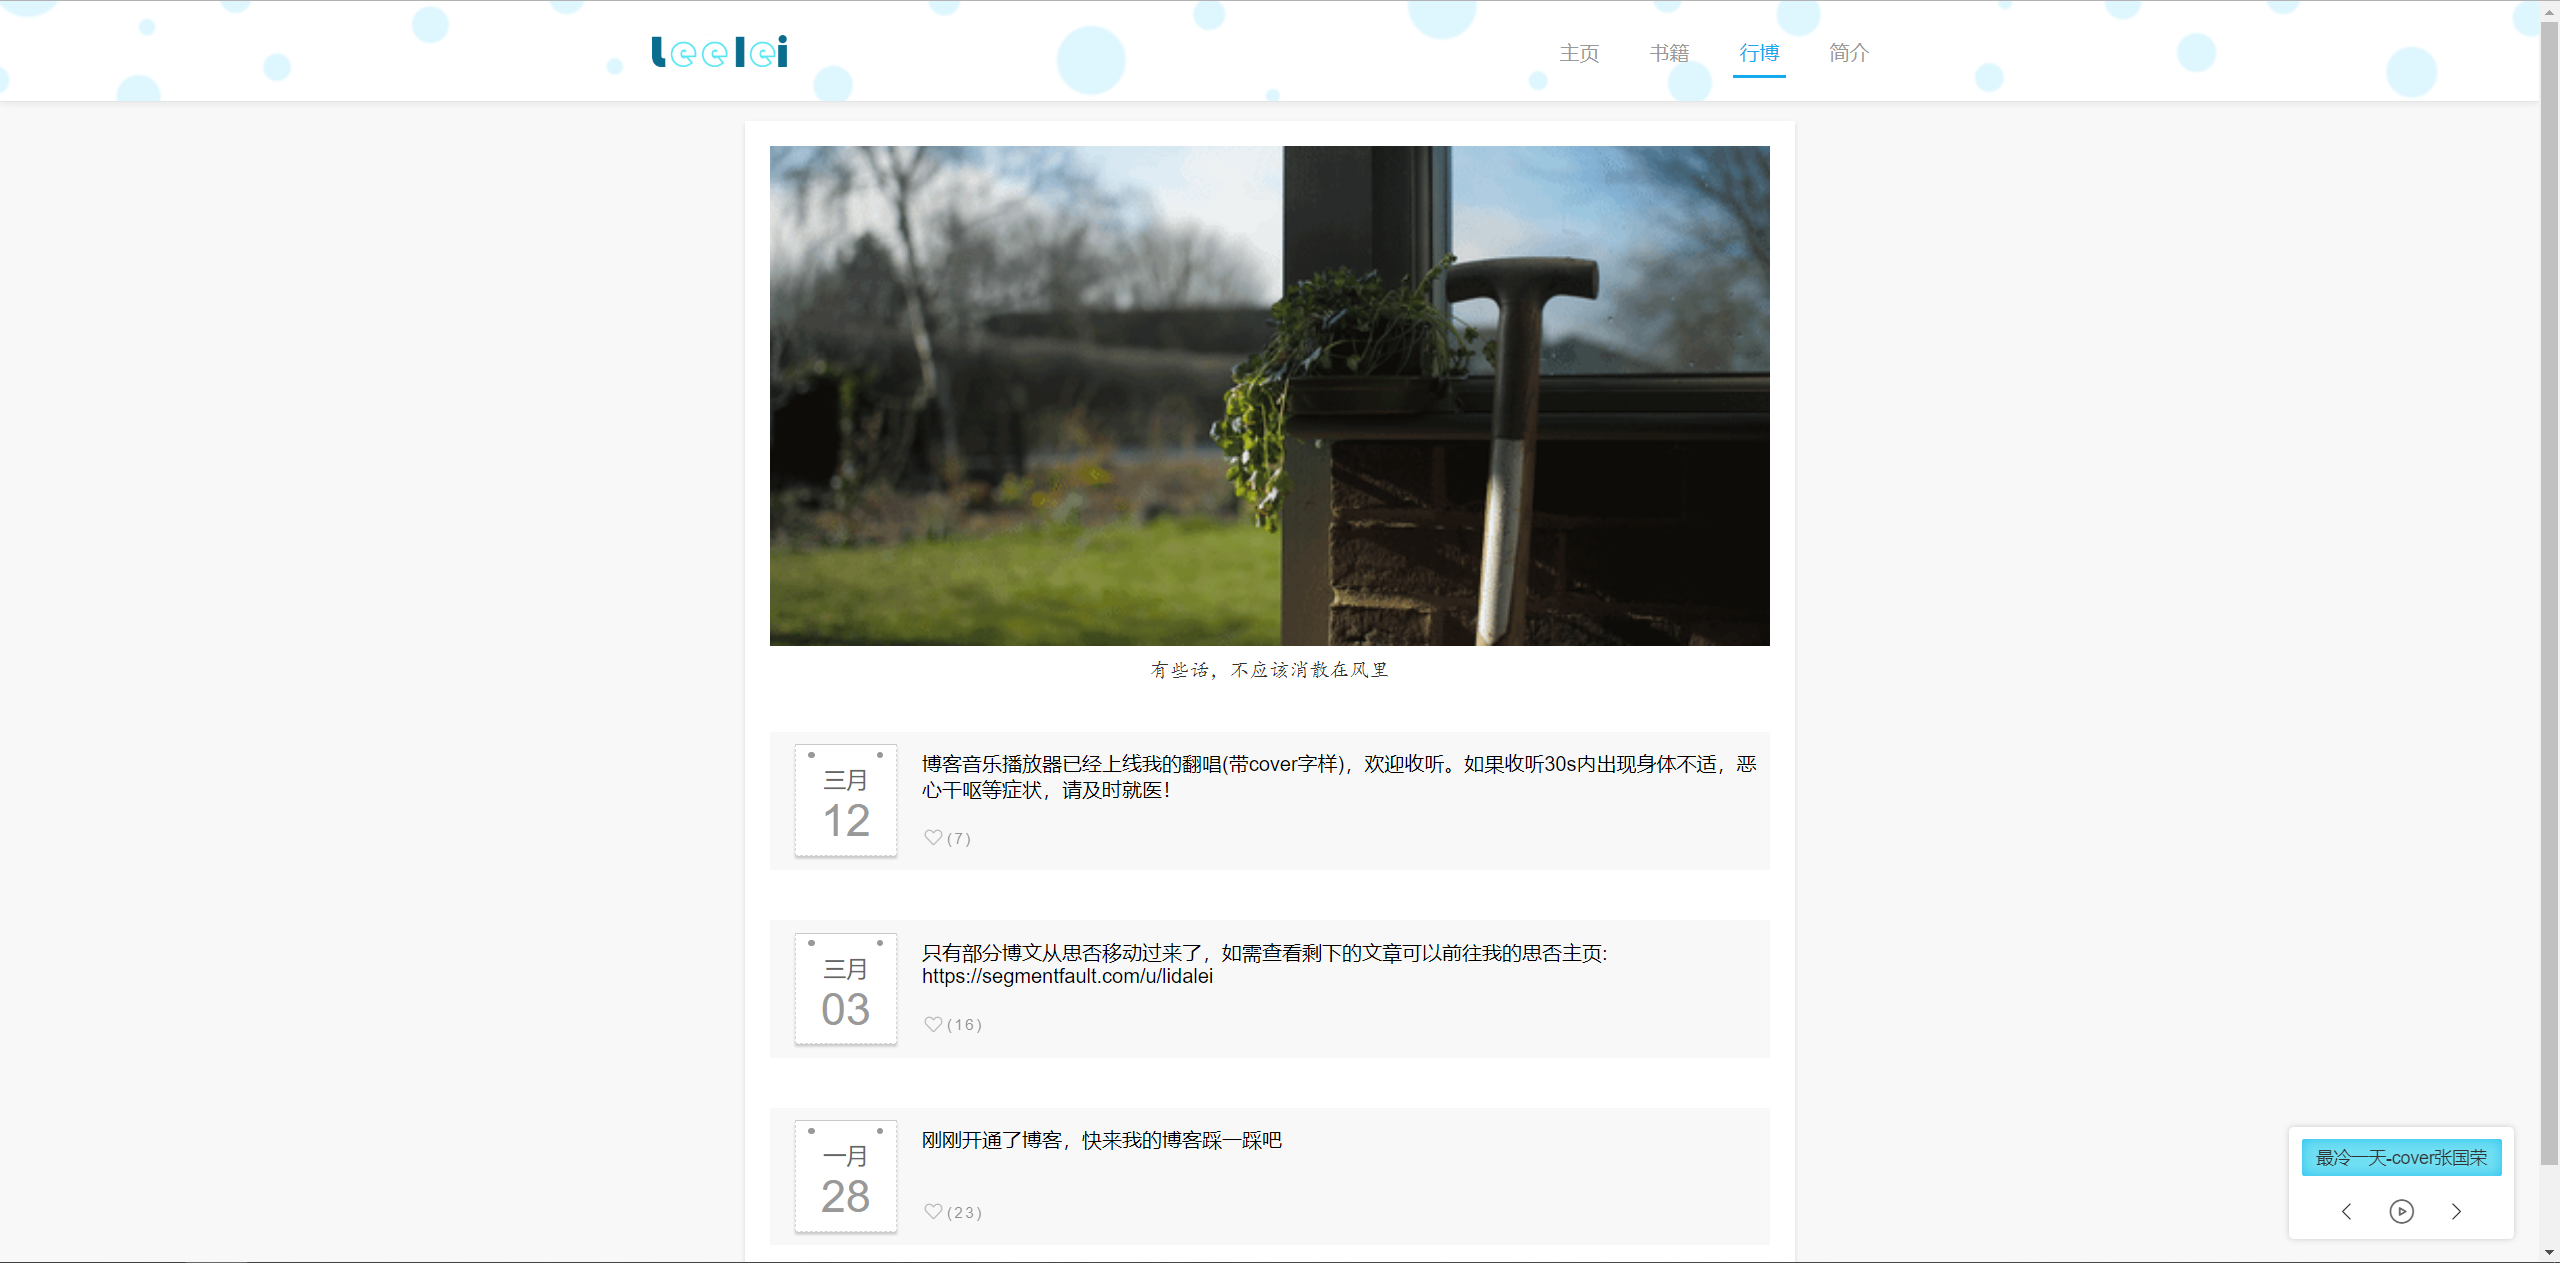 leelei
主页 书籍 行博 简介
有些话，不应该消散在风里
三月
12
博客音乐播放器已经上线我的翻唱(带cover字样)，欢迎收听。如果收听30s内出现身体不适，恶
心干呕等症状，请及时就医！
(7)
三月
03
只有部分博文从思否移动过来了，如需查看剩下的文章可以前往我的思否主页:
https://segmentfault.com/u/lidalei
(16)
一月
28
刚刚开通了博客，快来我的博客踩一踩吧
(23)
最冷一天-cover张国荣